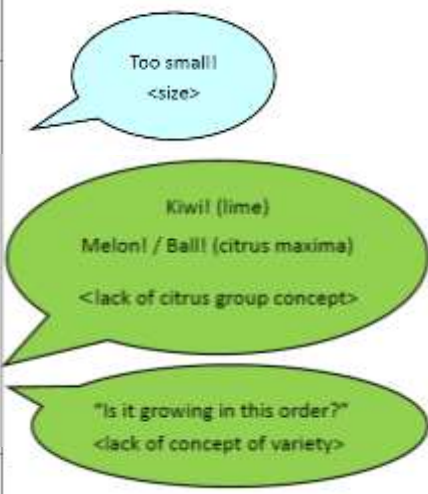 Too small!!
<size>
Kiwi! (lime)
Melon! / Ball! (citrus maxima)
<lack of citrus group concept>
"Is it growing in this order?"
<lack of concept of variety>